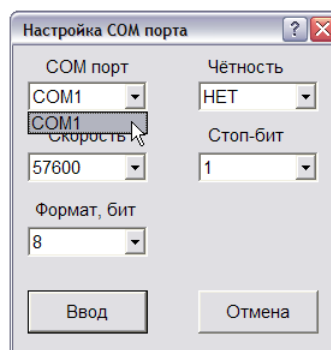 Настройка COM порта
COM порт
Чётность
COM1
НЕТ
COM1
Скорость
Стоп-бит
57600
1
Формат, бит
8
Ввод
Отмена